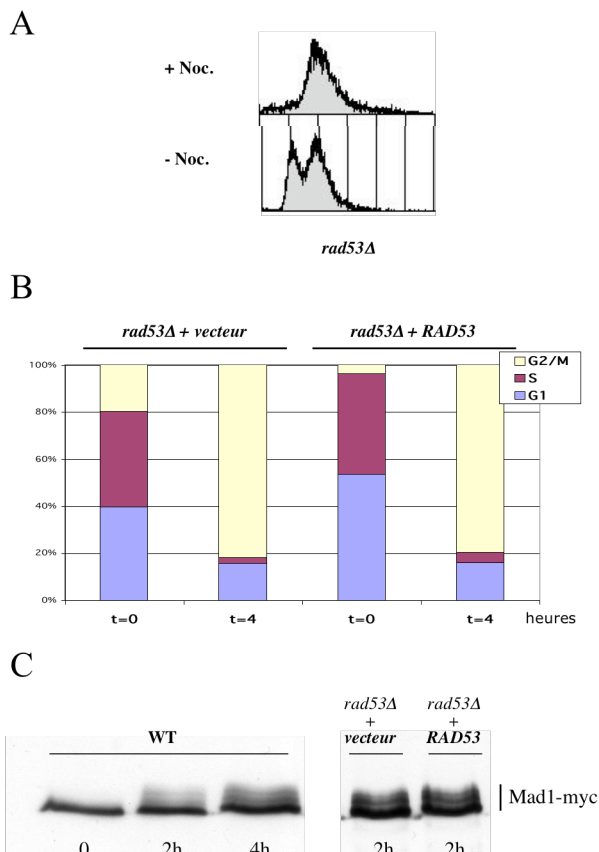 A
+ Noc.
- Noc.
rad53Δ
B
rad53Δ + vecteur
rad53Δ + RAD53
100%
80%
60%
40%
20%
0%
G2/M
S
G1
t=0
t=4
t=0
t=4
heures
C
WT
rad53Δ
+
vecteur
rad53Δ
+
RAD53
Mad1-myc
0
2h
4h
2h
2h